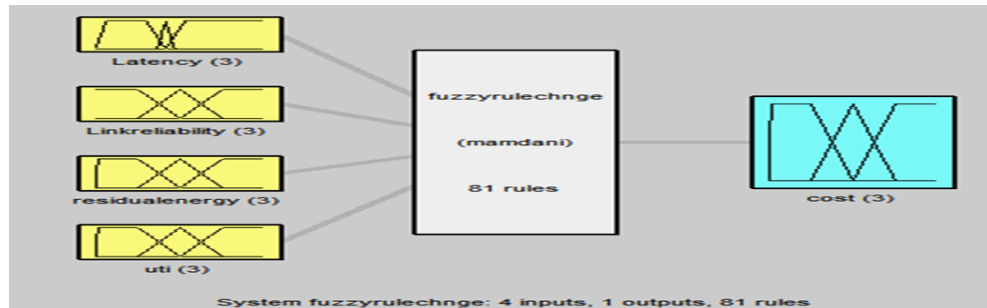 Latency (3)
Linkreliability (3)
residualenergy (3)
uti (3)
fuzzyrulechnge
(mamdani)
81 rules
cost (3)
System fuzzyrulechnge: 4 inputs, 1 outputs, 81 rules